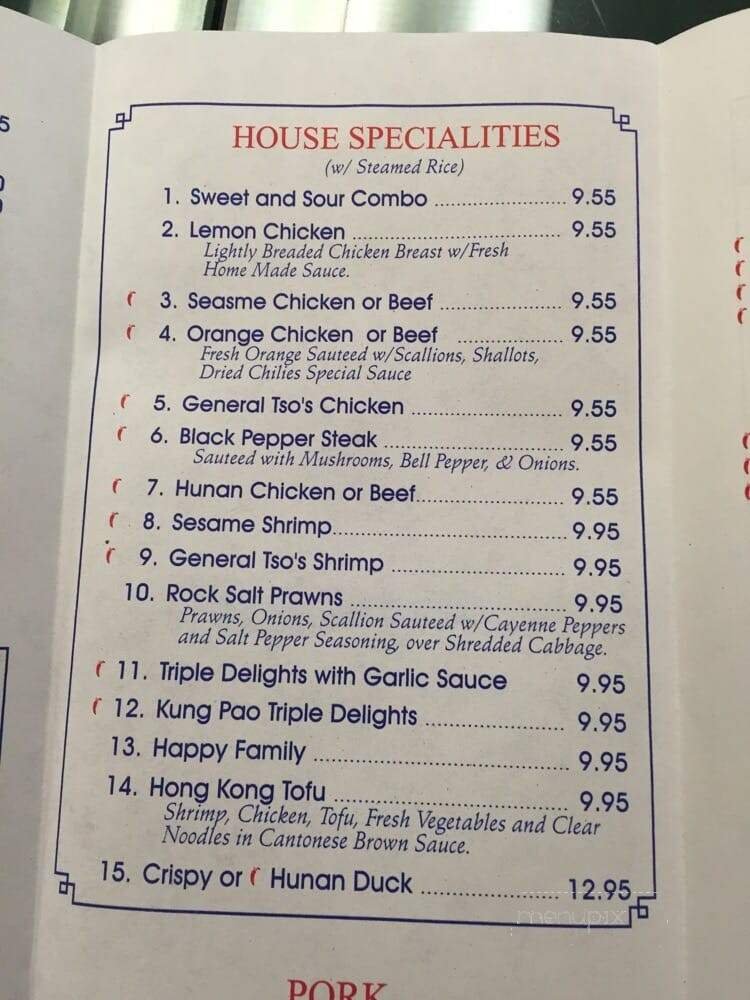 HOUSE SPECIALITIES
(w/ Steamed Rice)
1. Sweet and Sour Combo ........................ 9.55
2. Lemon Chicken ........................ 9.55
Lightly Breaded Chicken Breast w/Fresh
Home Made Sauce.
3. Seasme Chicken or Beef ........................ 9.55
4. Orange Chicken or Beef ........................ 9.55
Fresh Orange Sauteed w/Scallions, Shallots,
Dried Chilies Special Sauce
5. General Tso's Chicken ........................ 9.55
6. Black Pepper Steak ........................ 9.55
Sauteed with Mushrooms, Bell Pepper, & Onions.
7. Hunan Chicken or Beef........................ 9.55
8. Sesame Shrimp........................ 9.95
9. General Tso's Shrimp ........................ 9.95
10. Rock Salt Prawns ........................ 9.95
Prawns, Onions, Scallion Sauteed w/Cayenne Peppers
and Salt Pepper Seasoning, over Shredded Cabbage.
11. Triple Delights with Garlic Sauce 9.95
12. Kung Pao Triple Delights ........................ 9.95
13. Happy Family ........................ 9.95
14. Hong Kong Tofu ........................ 9.95
Shrimp, Chicken, Tofu, Fresh Vegetables and Clear
Noodles in Cantonese Brown Sauce.
15. Crispy or Hunan Duck ........................ 12.95
menupix
PORK